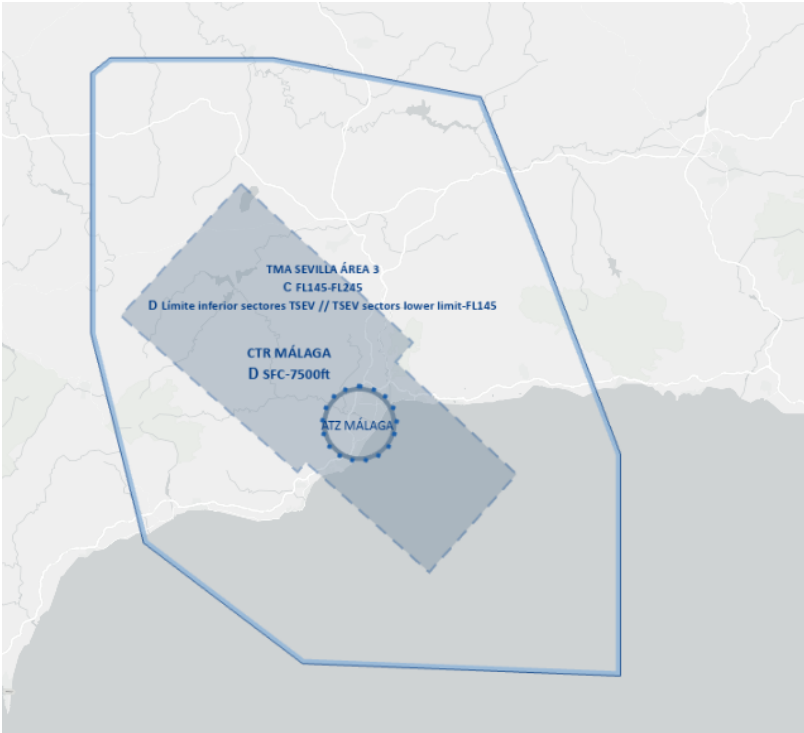 TMA SEVILLA ÁREA 3
C FL145-FL245
D Límite inferior sectores TSEV // TSEV sectors lower limit-FL145
CTR MÁLAGA
D SFC-7500ft
ATZ MÁLAGA